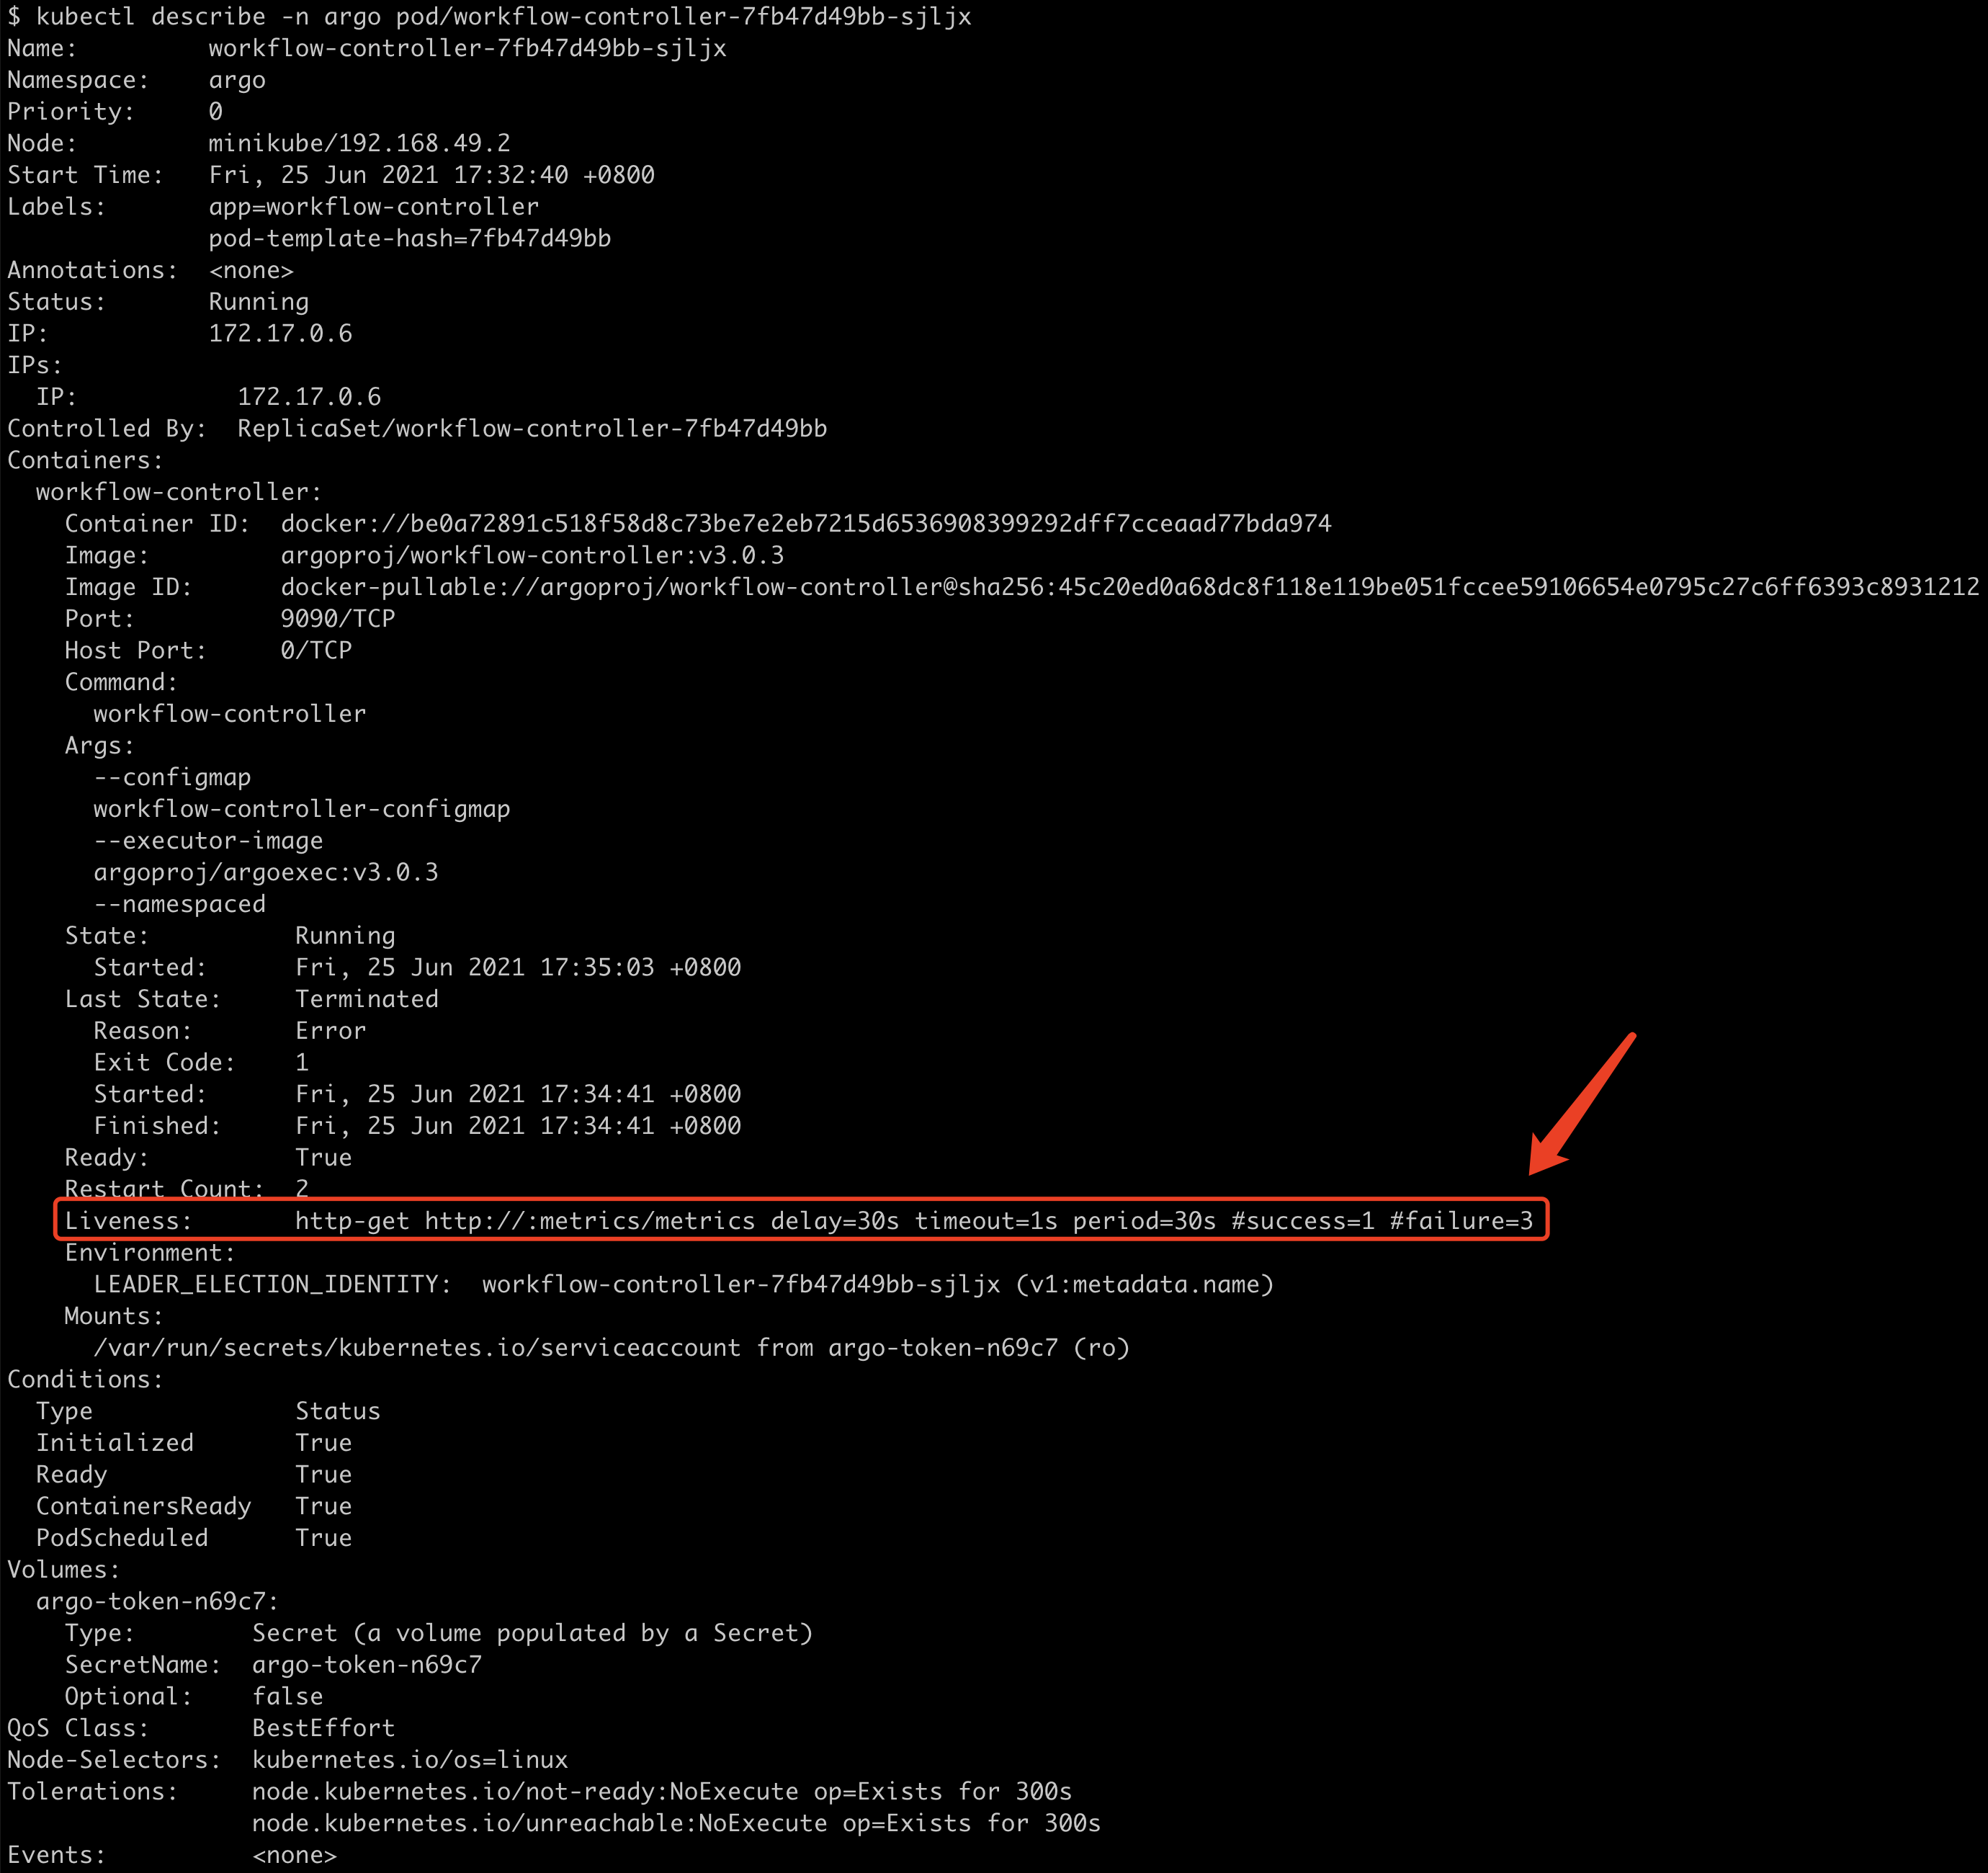 $ kubectl describe -n argo pod/workflow-controller-7fb47d49bb-sjljx
Name:         workflow-controller-7fb47d49bb-sjljx
Namespace:    argo
Priority:     0
Node:         minikube/192.168.49.2
Start Time:   Fri, 25 Jun 2021 17:32:40 +0800
Labels:       app=workflow-controller
              pod-template-hash=7fb47d49bb
Annotations:  <none>
Status:       Running
IP:           172.17.0.6
IPs:
  IP:           172.17.0.6
Controlled By:  ReplicaSet/workflow-controller-7fb47d49bb
Containers:
  workflow-controller:
    Container ID:  docker://be0a72891c518f58d8c73be7e2eb7215d6536908399292dff7cceaad77bda974
    Image:         argoproj/workflow-controller:v3.0.3
    Image ID:      docker-pullable://argoproj/workflow-controller@sha256:45c20ed0a68dc8f118e119be051fccee59106654e0795c27c6ff6393c8931212
    Port:          9090/TCP
    Host Port:     0/TCP
    Command:
      workflow-controller
    Args:
      --configmap
      workflow-controller-configmap
      --executor-image
      argoproj/argoexec:v3.0.3
      --namespaced
    State:          Running
      Started:      Fri, 25 Jun 2021 17:35:03 +0800
    Last State:     Terminated
      Reason:       Error
      Exit Code:    1
      Started:      Fri, 25 Jun 2021 17:34:41 +0800
      Finished:     Fri, 25 Jun 2021 17:34:41 +0800
    Ready:          True
    Restart Count:  2
    Liveness:       http-get http://:metrics/metrics delay=30s timeout=1s period=30s #success=1 #failure=3
    Environment:
      LEADER_ELECTION_IDENTITY:  workflow-controller-7fb47d49bb-sjljx (v1:metadata.name)
    Mounts:
      /var/run/secrets/kubernetes.io/serviceaccount from argo-token-n69c7 (ro)
Conditions:
  Type              Status
  Initialized       True
  Ready             True
  ContainersReady   True
  PodScheduled      True
Volumes:
  argo-token-n69c7:
    Type:        Secret (a volume populated by a Secret)
    SecretName:  argo-token-n69c7
    Optional:    false
QoS Class:       BestEffort
Node-Selectors:  kubernetes.io/os=linux
Tolerations:     node.kubernetes.io/not-ready:NoExecute op=Exists for 300s
                 node.kubernetes.io/unreachable:NoExecute op=Exists for 300s
Events:          <none>